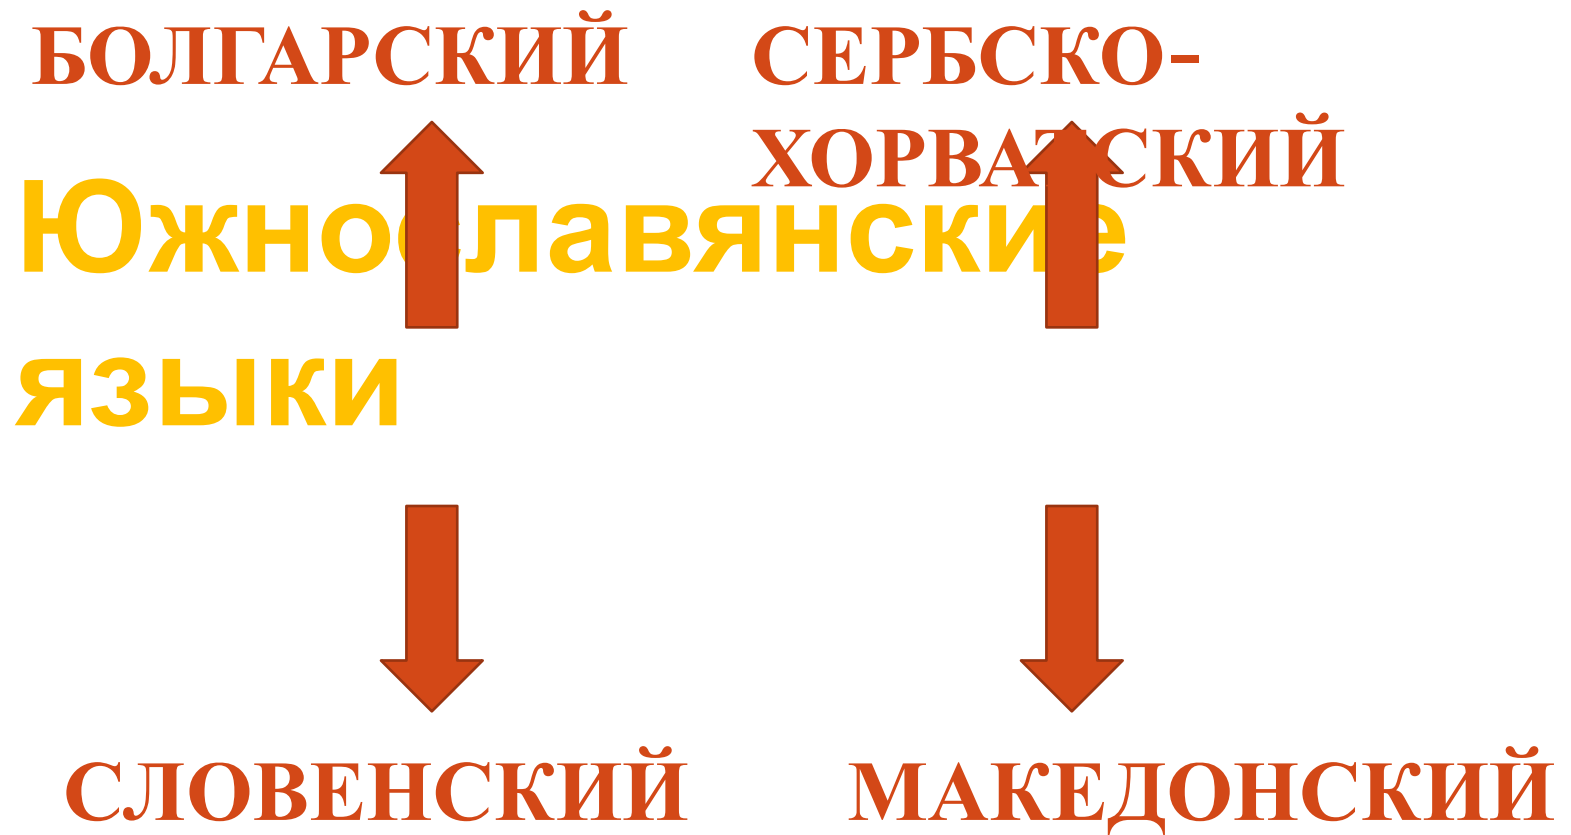 БОЛГАРСКИЙ
СЕРБСКО-
ХОРВАТСКИЙ
Южнославянские
языки
СЛОВЕНСКИЙ
МАКЕДОНСКИЙ